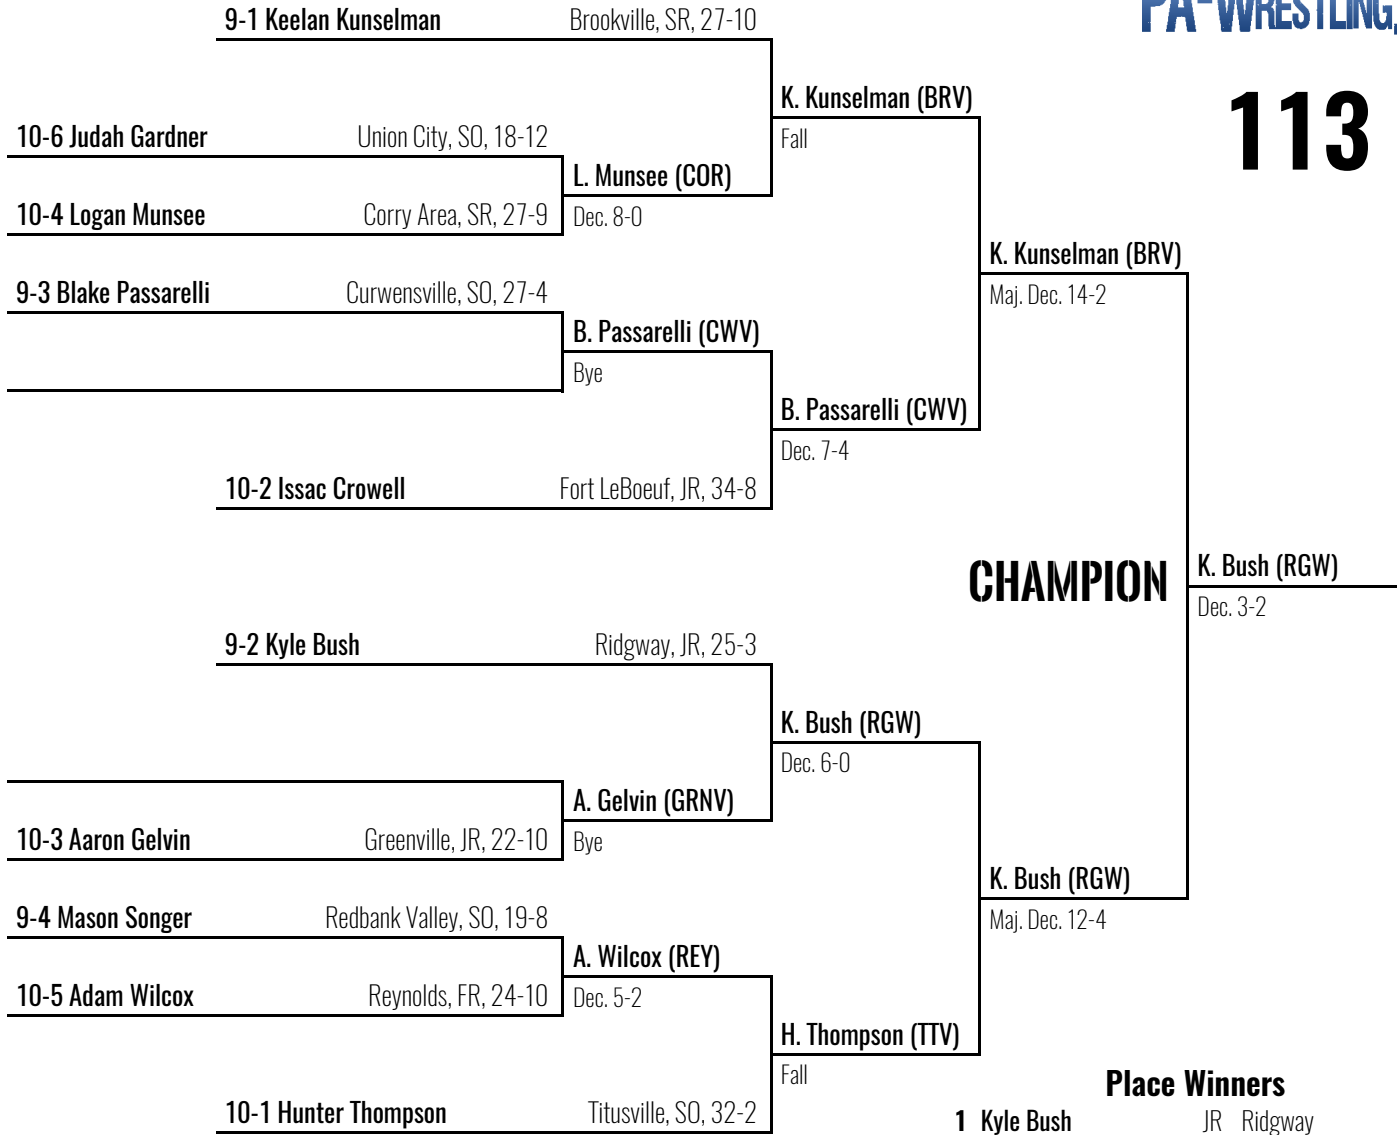 PA-WRESTLING.
113
9-1 Keelan Kunselman Brookville, SR, 27-10
K. Kunselman (BRV)
Fall
10-6 Judah Gardner Union City, SO, 18-12
L. Munsee (COR)
Dec. 8-0
10-4 Logan Munsee Corry Area, SR, 27-9
K. Kunselman (BRV)
Maj. Dec. 14-2
9-3 Blake Passarelli Curwensville, SO, 27-4
B. Passarelli (CWV)
Bye
B. Passarelli (CWV)
Dec. 7-4
10-2 Issac Crowell Fort LeBoeuf, JR, 34-8
CHAMPION
K. Bush (RGW)
Dec. 3-2
9-2 Kyle Bush Ridgway, JR, 25-3
K. Bush (RGW)
Dec. 6-0
A. Gelvin (GRNV)
Bye
10-3 Aaron Gelvin Greenville, JR, 22-10
K. Bush (RGW)
Maj. Dec. 12-4
9-4 Mason Songer Redbank Valley, SO, 19-8
A. Wilcox (REY)
Dec. 5-2
10-5 Adam Wilcox Reynolds, FR, 24-10
H. Thompson (TTV)
Fall
10-1 Hunter Thompson Titusville, SO, 32-2
Place Winners
1 Kyle Bush JR Ridgway